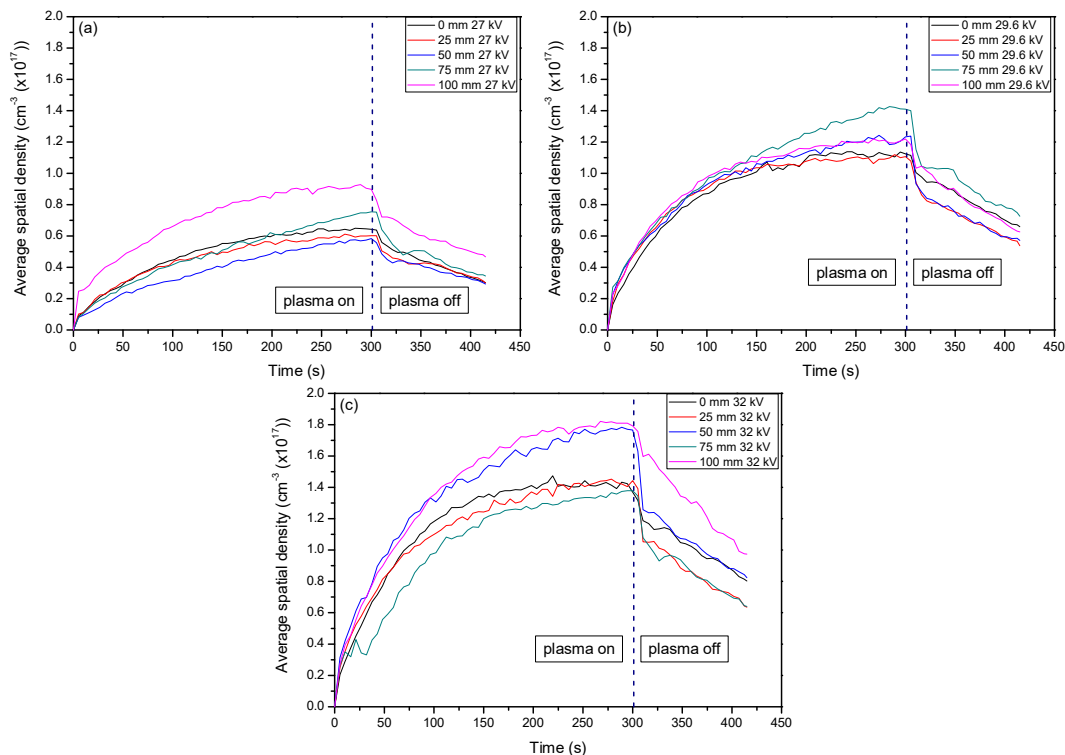 (a)
0 mm 27 kV
25 mm 27 kV
50 mm 27 kV
75 mm 27 kV
100 mm 27 kV
Average spatial density (cm⁻³ (x10¹⁷))
2.0
1.8
1.6
1.4
1.2
1.0
0.8
0.6
0.4
0.2
0.0
plasma on
plasma off
0 50 100 150 200 250 300 350 400 450
Time (s)
(b)
0 mm 29.6 kV
25 mm 29.6 kV
50 mm 29.6 kV
75 mm 29.6 kV
100 mm 29.6 kV
Average spatial density (cm⁻³ (x10¹⁷))
2.0
1.8
1.6
1.4
1.2
1.0
0.8
0.6
0.4
0.2
0.0
plasma on
plasma off
0 50 100 150 200 250 300 350 400 450
Time (s)
(c)
0 mm 32 kV
25 mm 32 kV
50 mm 32 kV
75 mm 32 kV
100 mm 32 kV
Average spatial density (cm⁻³ (x10¹⁷))
2.0
1.8
1.6
1.4
1.2
1.0
0.8
0.6
0.4
0.2
0.0
plasma on
plasma off
0 50 100 150 200 250 300 350 400 450
Time (s)